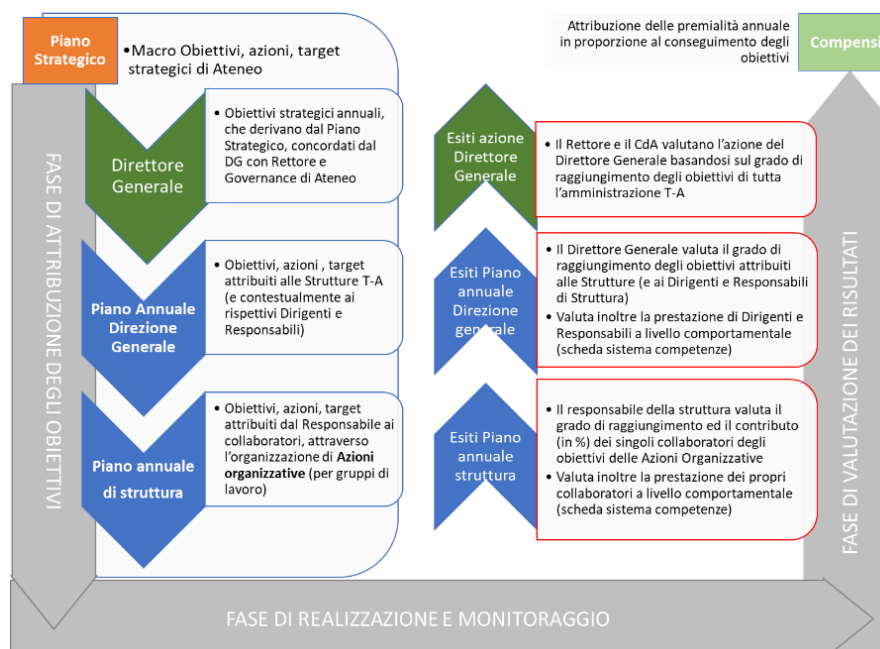 Piano
Strategico
• Macro Obiettivi, azioni, target
strategici di Ateneo
FASE DI ATTRIBUZIONE DEGLI OBIETTIVI
Direttore
Generale
• Obiettivi strategici annuali,
che derivano dal Piano
Strategico, concordati dal
DG con Rettore e
Governance di Ateneo
Piano Annuale
Direzione
Generale
• Obiettivi, azioni , target
attribuiti alle Strutture T-A
(e contestualmente ai
rispettivi Dirigenti e
Responsabili)
Piano annuale
di struttura
• Obiettivi, azioni, target
attribuiti dal Responsabile ai
collaboratori, attraverso
l'organizzazione di Azioni
organizzative (per gruppi di
lavoro)
FASE DI REALIZZAZIONE E MONITORAGGIO
Attribuzione delle premialità annuale
in proporzione al conseguimento degli
obiettivi
Compensi
Esiti azione
Direttore
Generale
• Il Rettore e il CdA valutano l'azione del
Direttore Generale basandosi sul grado di
raggiungimento degli obiettivi di tutta
l'amministrazione T-A
Esiti Piano
annuale
Direzione
generale
• Il Direttore Generale valuta il grado di
raggiungimento degli obiettivi attribuiti
alle Strutture (e ai Dirigenti e Responsabili
di Struttura)
• Valuta inoltre la prestazione di Dirigenti e
Responsabili a livello comportamentale
(scheda sistema competenze)
Esiti Piano
annuale
struttura
• Il responsabile della struttura valuta il
grado di raggiungimento ed il contributo
(in %) dei singoli collaboratori degli
obiettivi delle Azioni Organizzative
• Valuta inoltre la prestazione dei propri
collaboratori a livello comportamentale
(scheda sistema competenze)
FASE DI VALUTAZIONE DEI RISULTATI